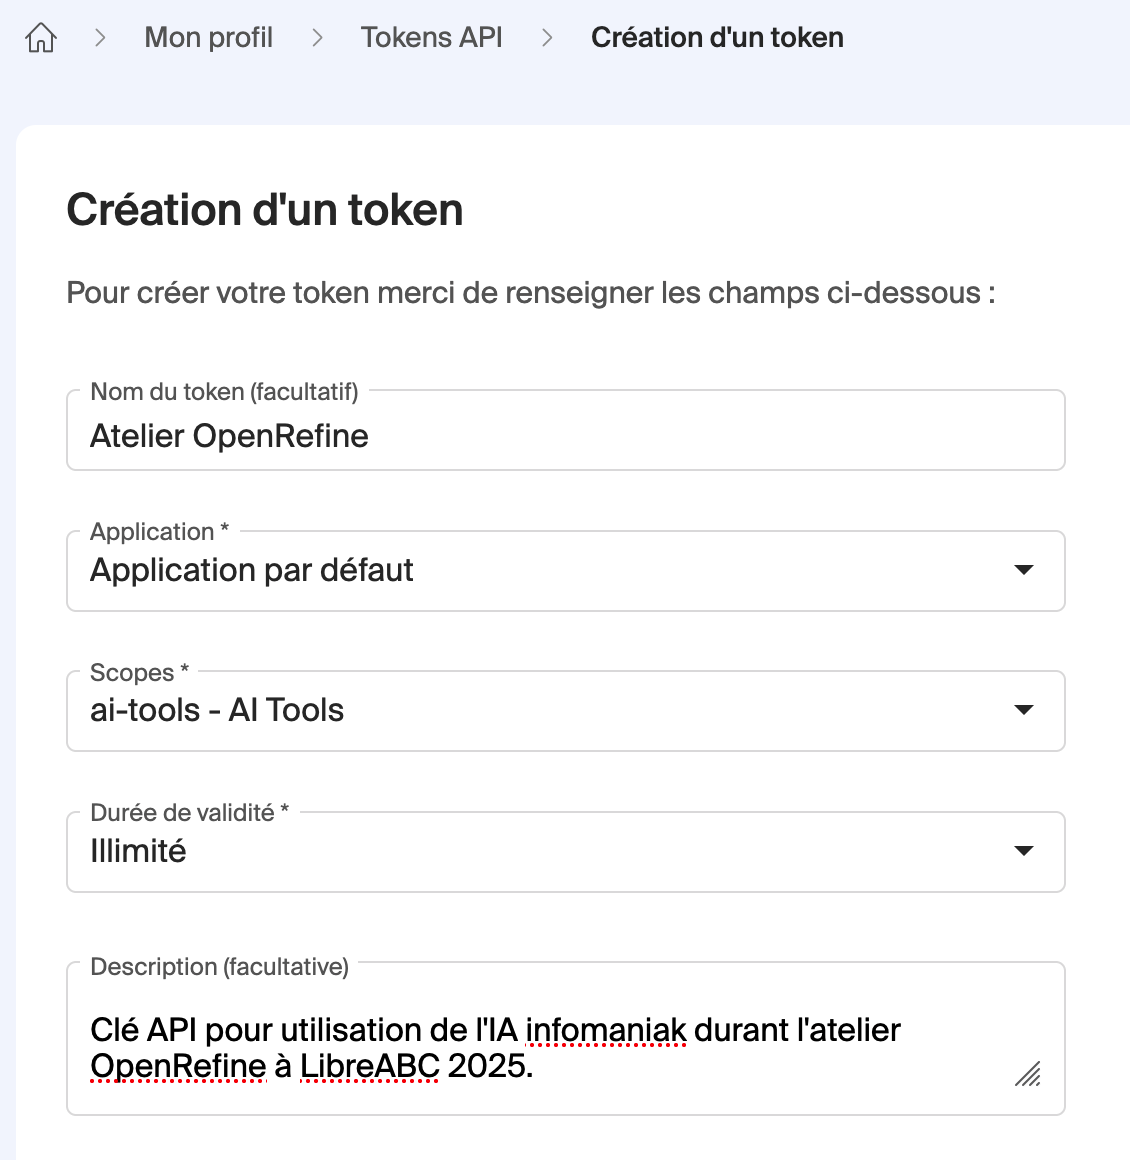 Mon profil > Tokens API > Création d'un token
Création d'un token
Pour créer votre token merci de renseigner les champs ci-dessous :
Nom du token (facultatif)
Atelier OpenRefine
Application *
Application par défaut
Scopes *
ai-tools - AI Tools
Durée de validité *
Illimité
Description (facultative)
Clé API pour utilisation de l'IA infomaniak durant l'atelier
OpenRefine à LibreABC 2025.